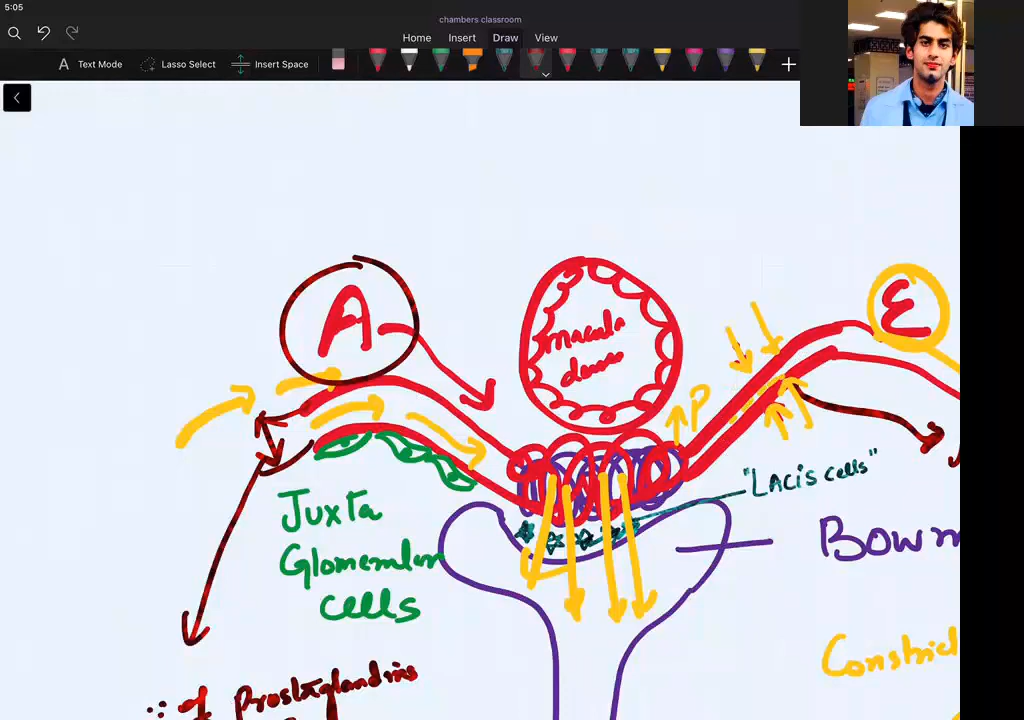 5:05
chambers classroom
Home Insert Draw View
Text Mode Lasso Select Insert Space
A
macula
densa
E
P
"LACis cells"
Juxta
Glomerular
cells
Bowm
Constric
∵ of Prostaglandins